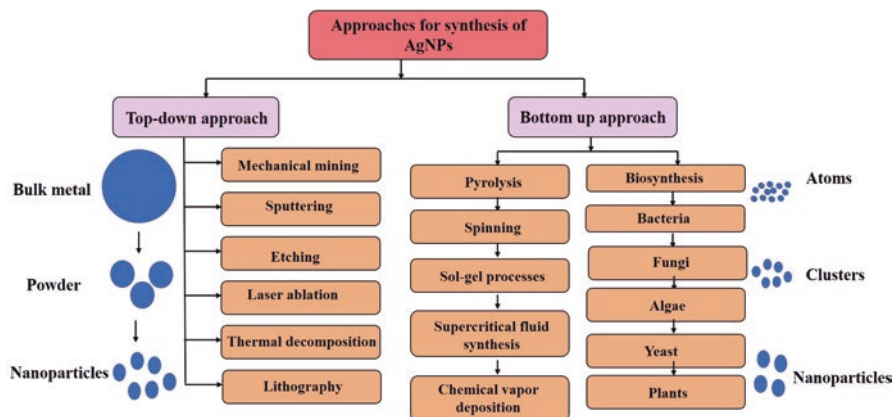 Approaches for synthesis of
AgNPs
Top-down approach
Bottom up approach
Bulk metal
Powder
Nanoparticles
Mechanical mining
Sputtering
Etching
Laser ablation
Thermal decomposition
Lithography
Pyrolysis
Spinning
Sol-gel processes
Supercritical fluid
synthesis
Chemical vapor
deposition
Biosynthesis
Bacteria
Fungi
Algae
Yeast
Plants
Atoms
Clusters
Nanoparticles